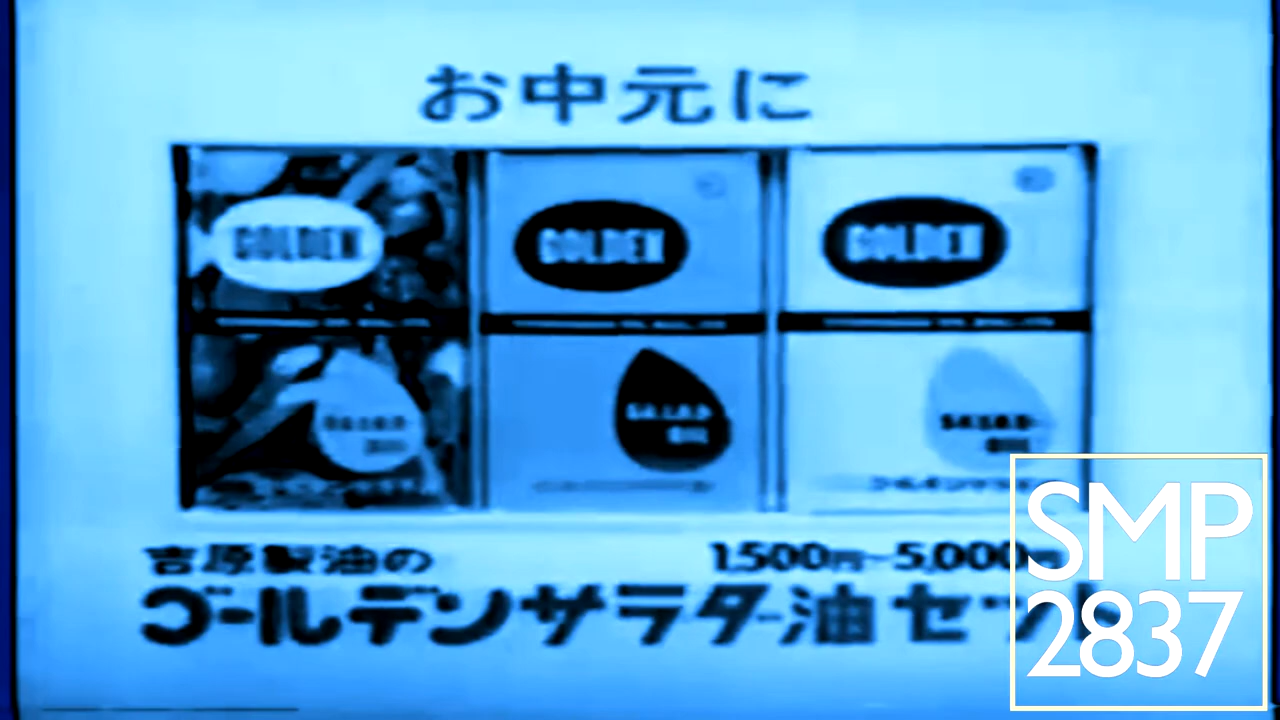 お中元に
GOLDEN
GOLDEN
GOLDEN
SALAD
OIL
SALAD
OIL
SALAD
OIL
吉原製油の
1,500円~5,000円
ゴールデンサラダ油セット
SMP
2837